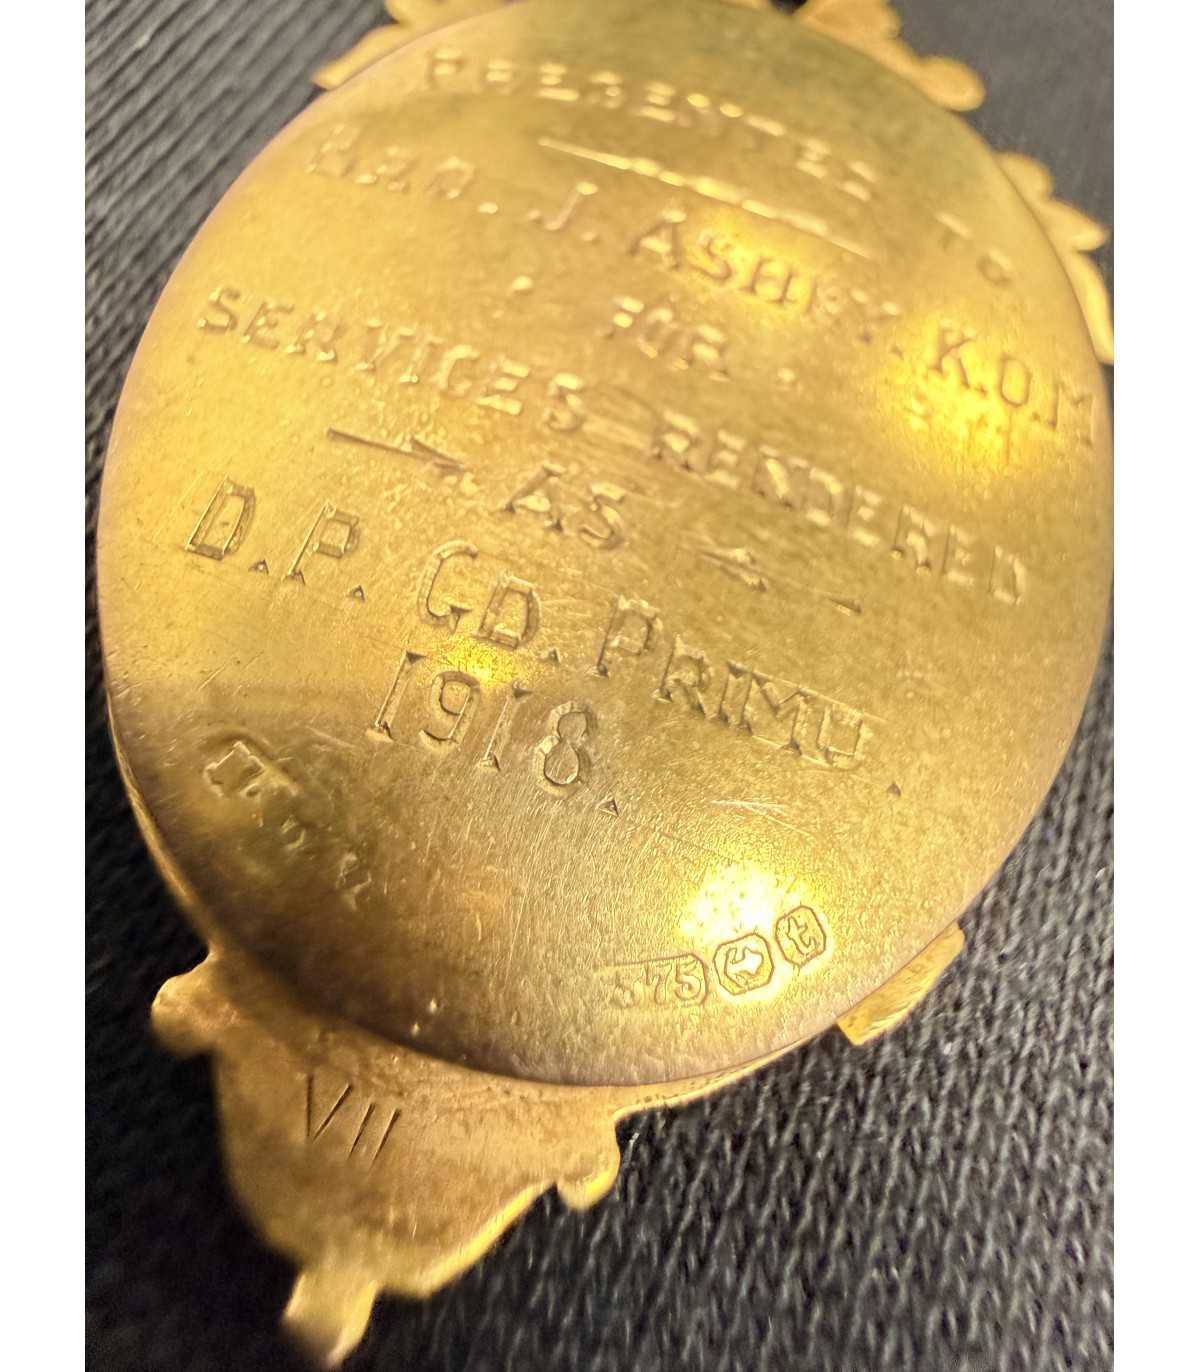 PRESENTED TO
BRO. J. ASHBY. K.O.M
FOR
SERVICES RENDERED
AS
D.P. GD. PRIMO.
1918.
375 t
VII